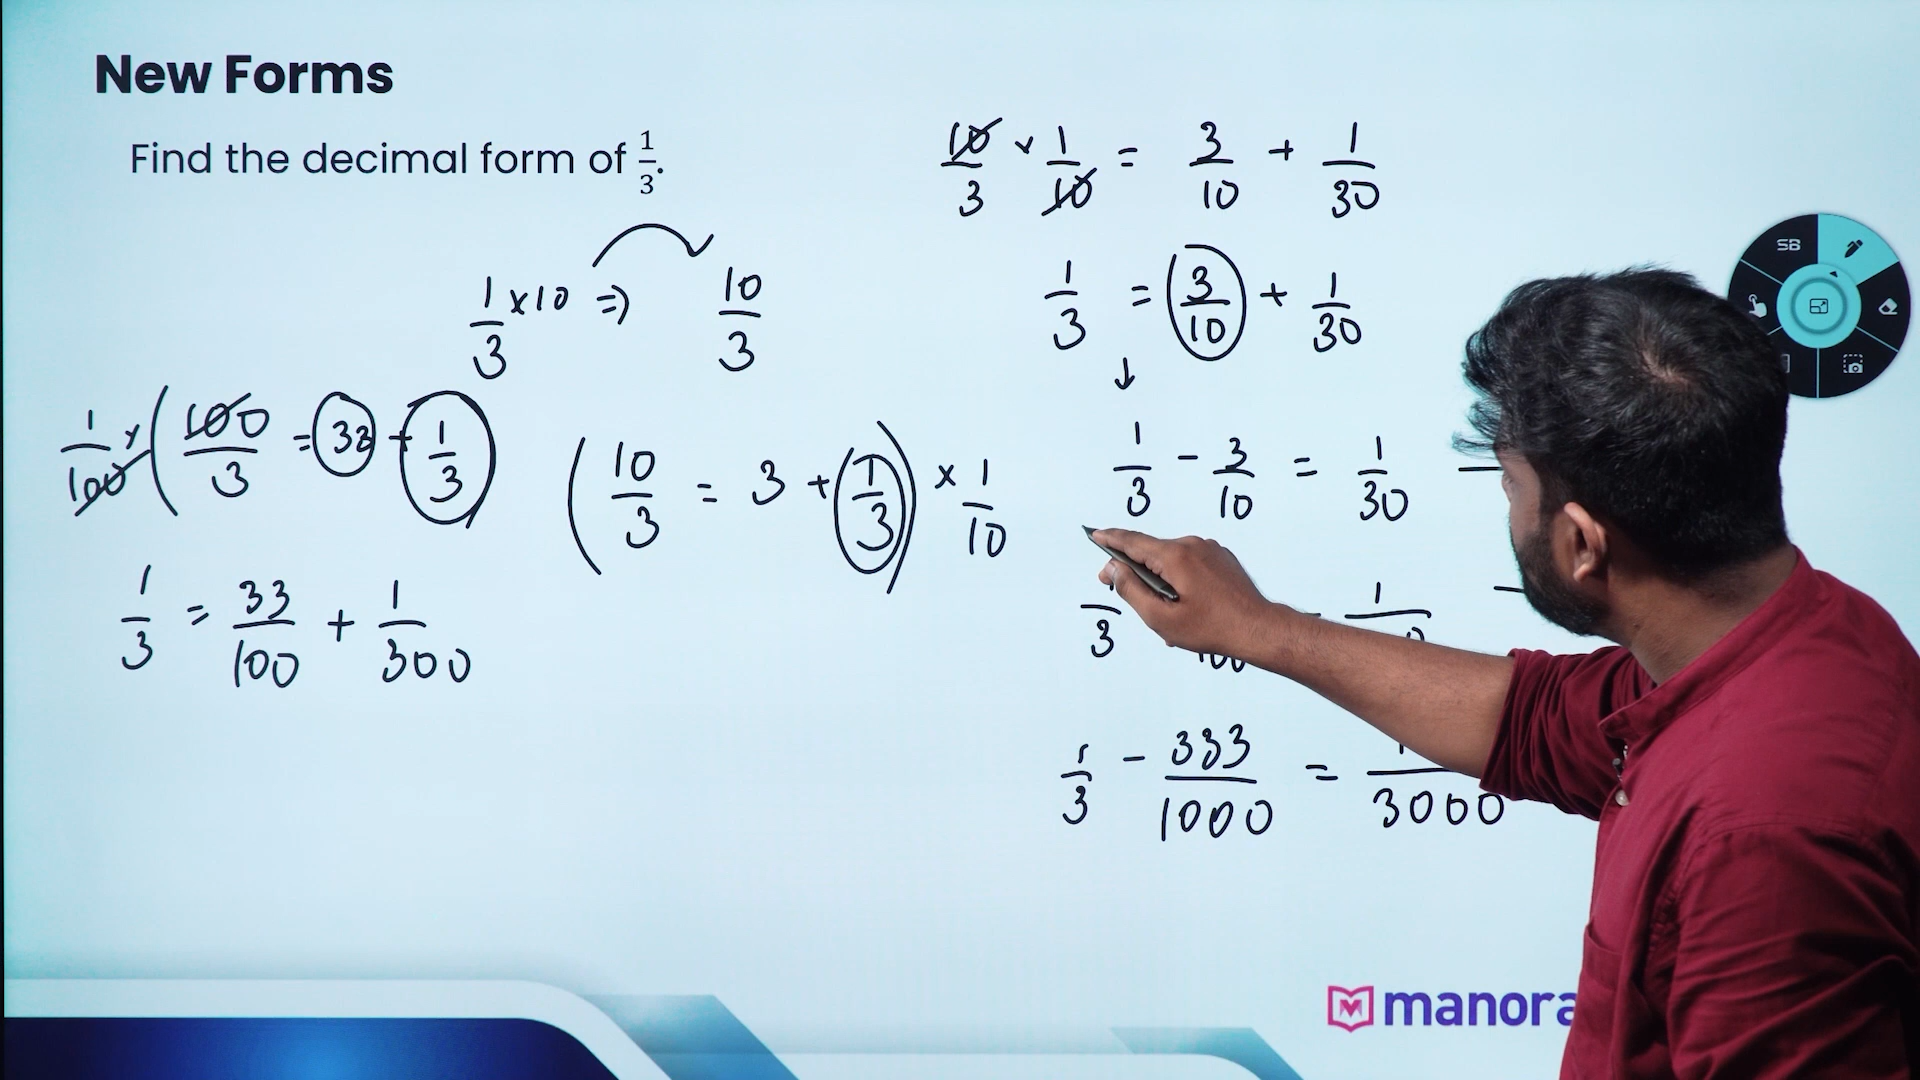 New Forms
Find the decimal form of 1/3.
1/3 × 10 ⇒ 10/3
1/100 × (100/3 = 33 + 1/3
1/3 = 33/100 + 1/300
(10/3 = 3 + 1/3) × 1/10
10/3 × 1/10 = 3/10 + 1/30
1/3 = 3/10 + 1/30
↓
1/3 - 3/10 = 1/30
1/3
100
1/3 - 333/1000 = 1/3000
SB
manora